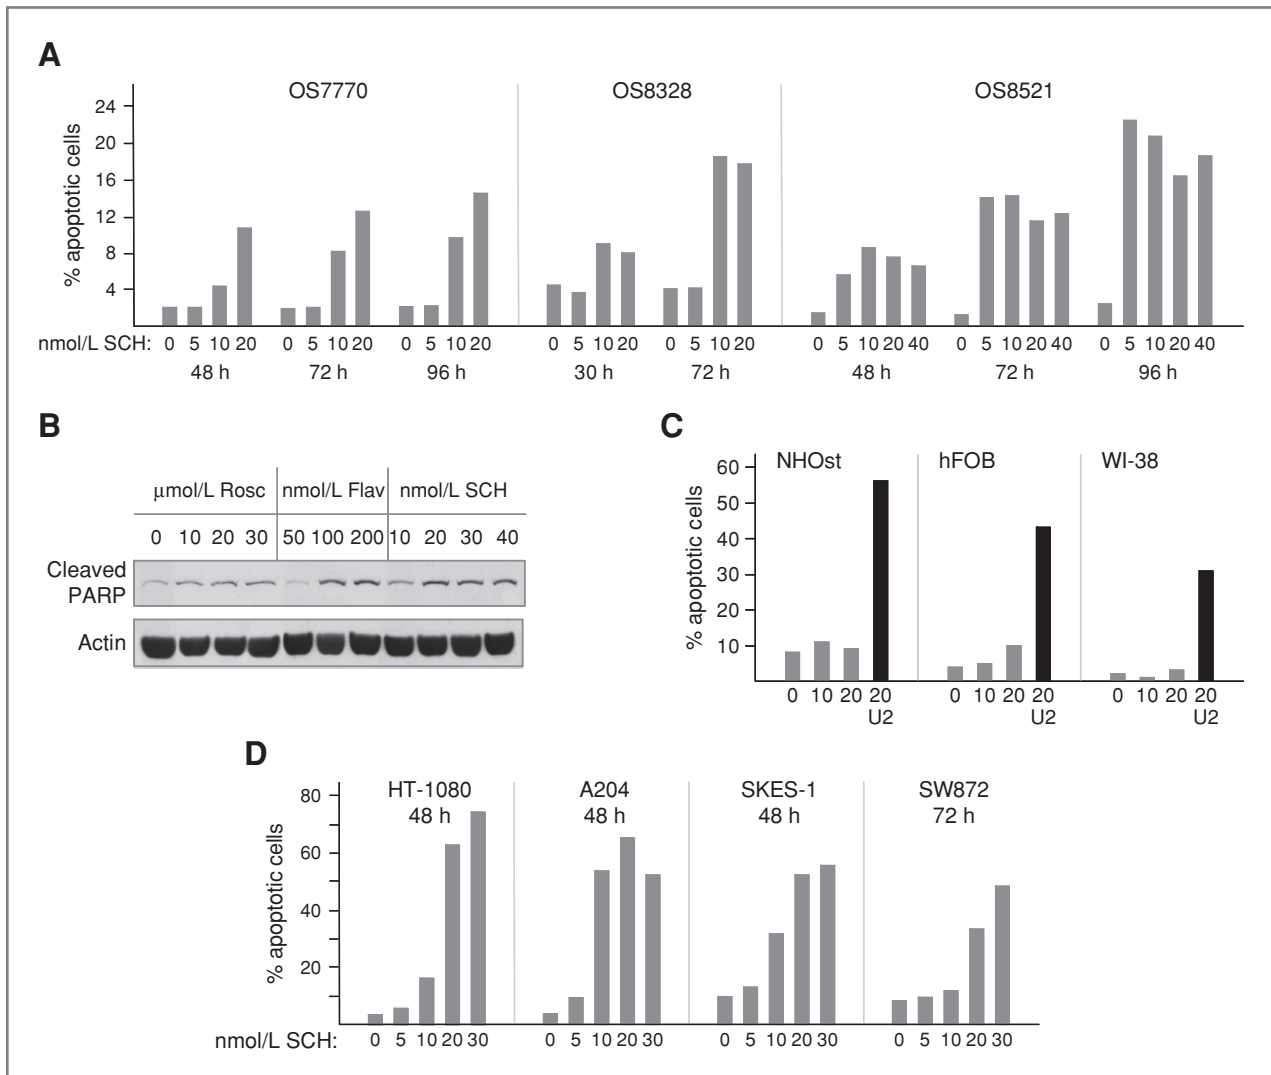 A
OS7770 OS8328 OS8521
% apoptotic cells
24
20
16
12
8
4
nmol/L SCH: 0 5 10 20 0 5 10 20 0 5 10 20 0 5 10 20 0 5 10 20 0 5 10 20 40 0 5 10 20 40 0 5 10 20 40
48 h 72 h 96 h 30 h 72 h 48 h 72 h 96 h
B
µmol/L Rosc nmol/L Flav nmol/L SCH
0 10 20 30 50 100 200 10 20 30 40
Cleaved
PARP
Actin
C
NHOst hFOB WI-38
% apoptotic cells
60
50
40
30
20
10
0 10 20 20 0 10 20 20 0 10 20 20
U2 U2 U2
D
HT-1080 A204 SKES-1 SW872
48 h 48 h 48 h 72 h
% apoptotic cells
80
60
40
20
nmol/L SCH: 0 5 10 20 30 0 5 10 20 30 0 5 10 20 30 0 5 10 20 30